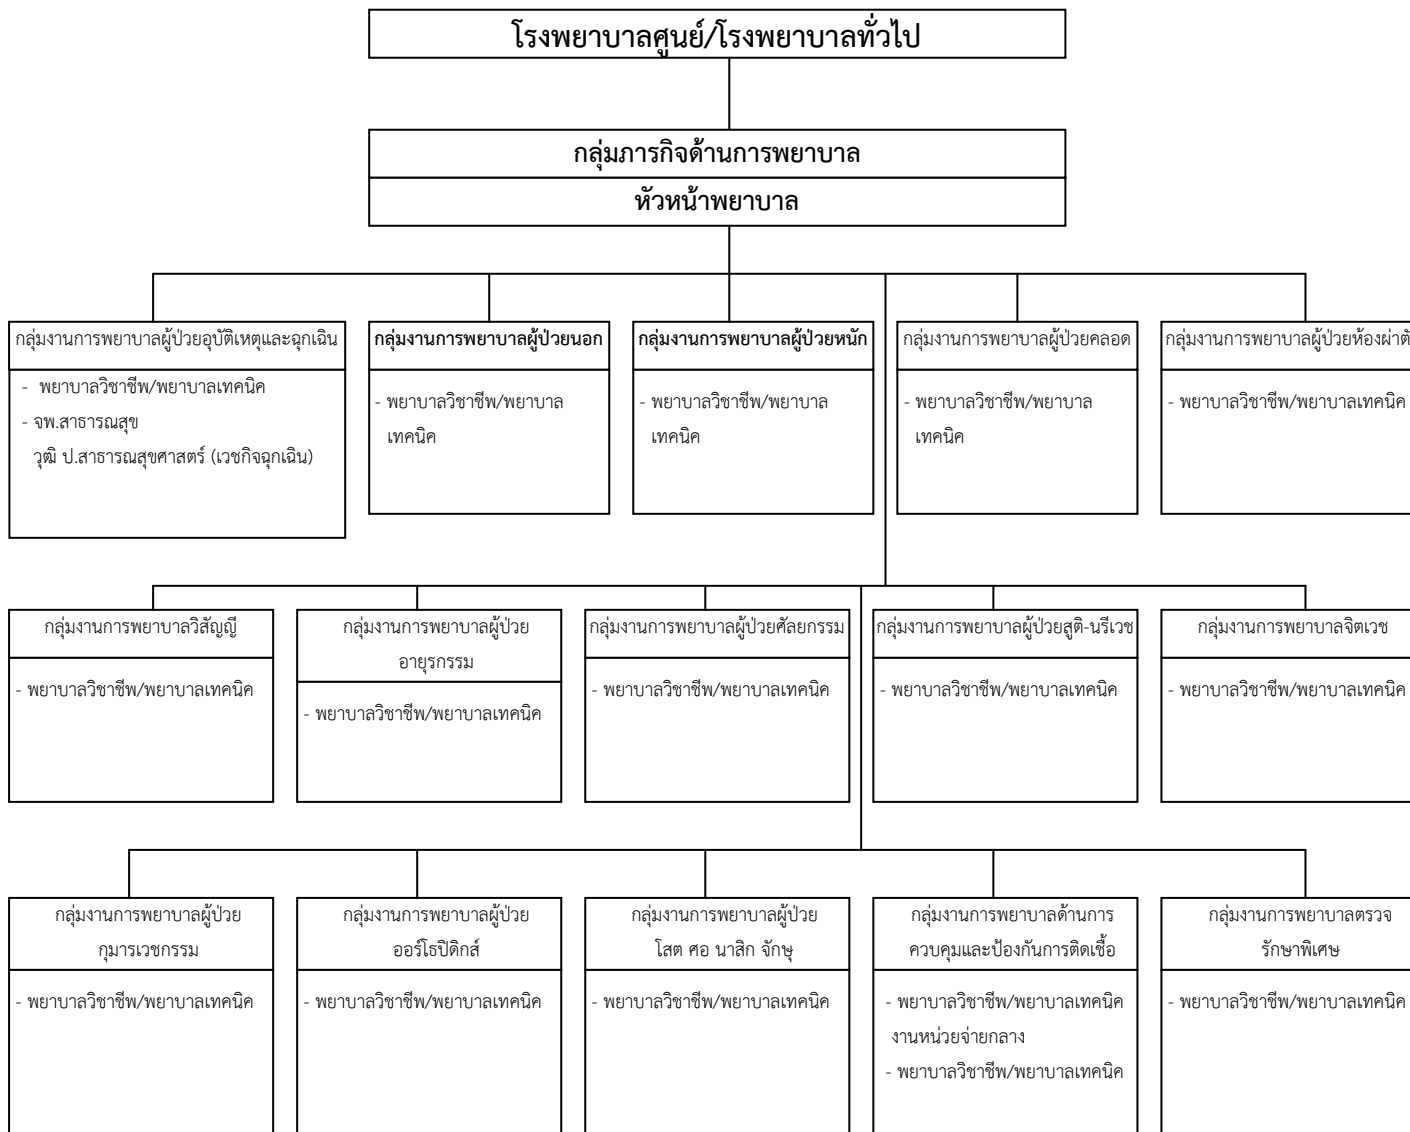 โรงพยาบาลศูนย์/โรงพยาบาลทั่วไป
กลุ่มภารกิจด้านการพยาบาล
หัวหน้าพยาบาล
กลุ่มงานการพยาบาลผู้ป่วยอุบัติเหตุและฉุกเฉิน
- พยาบาลวิชาชีพ/พยาบาลเทคนิค
- จพ.สาธารณสุข
วุฒิ ป.สาธารณสุขศาสตร์ (เวชกิจฉุกเฉิน)
กลุ่มงานการพยาบาลผู้ป่วยนอก
- พยาบาลวิชาชีพ/พยาบาล
เทคนิค
กลุ่มงานการพยาบาลผู้ป่วยหนัก
- พยาบาลวิชาชีพ/พยาบาล
เทคนิค
กลุ่มงานการพยาบาลผู้ป่วยคลอด
- พยาบาลวิชาชีพ/พยาบาล
เทคนิค
กลุ่มงานการพยาบาลผู้ป่วยห้องผ่าตั
- พยาบาลวิชาชีพ/พยาบาลเทคนิค
กลุ่มงานการพยาบาลวิสัญญี
- พยาบาลวิชาชีพ/พยาบาลเทคนิค
กลุ่มงานการพยาบาลผู้ป่วย
อายุรกรรม
- พยาบาลวิชาชีพ/พยาบาลเทคนิค
กลุ่มงานการพยาบาลผู้ป่วยศัลยกรรม
- พยาบาลวิชาชีพ/พยาบาลเทคนิค
กลุ่มงานการพยาบาลผู้ป่วยสูติ-นรีเวช
- พยาบาลวิชาชีพ/พยาบาลเทคนิค
กลุ่มงานการพยาบาลจิตเวช
- พยาบาลวิชาชีพ/พยาบาลเทคนิค
กลุ่มงานการพยาบาลผู้ป่วย
กุมารเวชกรรม
- พยาบาลวิชาชีพ/พยาบาลเทคนิค
กลุ่มงานการพยาบาลผู้ป่วย
ออร์โธปิดิกส์
- พยาบาลวิชาชีพ/พยาบาลเทคนิค
กลุ่มงานการพยาบาลผู้ป่วย
โสต ศอ นาสิก จักษุ
- พยาบาลวิชาชีพ/พยาบาลเทคนิค
กลุ่มงานการพยาบาลด้านการ
ควบคุมและป้องกันการติดเชื้อ
- พยาบาลวิชาชีพ/พยาบาลเทคนิค
งานหน่วยจ่ายกลาง
- พยาบาลวิชาชีพ/พยาบาลเทคนิค
กลุ่มงานการพยาบาลตรวจ
รักษาพิเศษ
- พยาบาลวิชาชีพ/พยาบาลเทคนิค